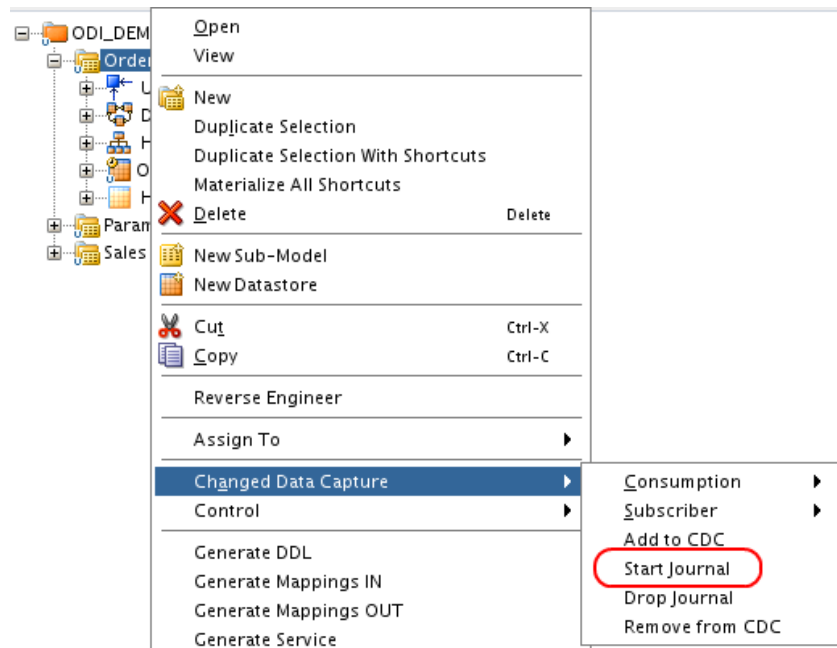 ODI_DEM
Order
U
D
H
O
H
Param
Sales
Open
View
New
Duplicate Selection
Duplicate Selection With Shortcuts
Materialize All Shortcuts
Delete Delete
New Sub-Model
New Datastore
Cut Ctrl-X
Copy Ctrl-C
Reverse Engineer
Assign To
Changed Data Capture
Control
Generate DDL
Generate Mappings IN
Generate Mappings OUT
Generate Service
Consumption
Subscriber
Add to CDC
Start Journal
Drop Journal
Remove from CDC